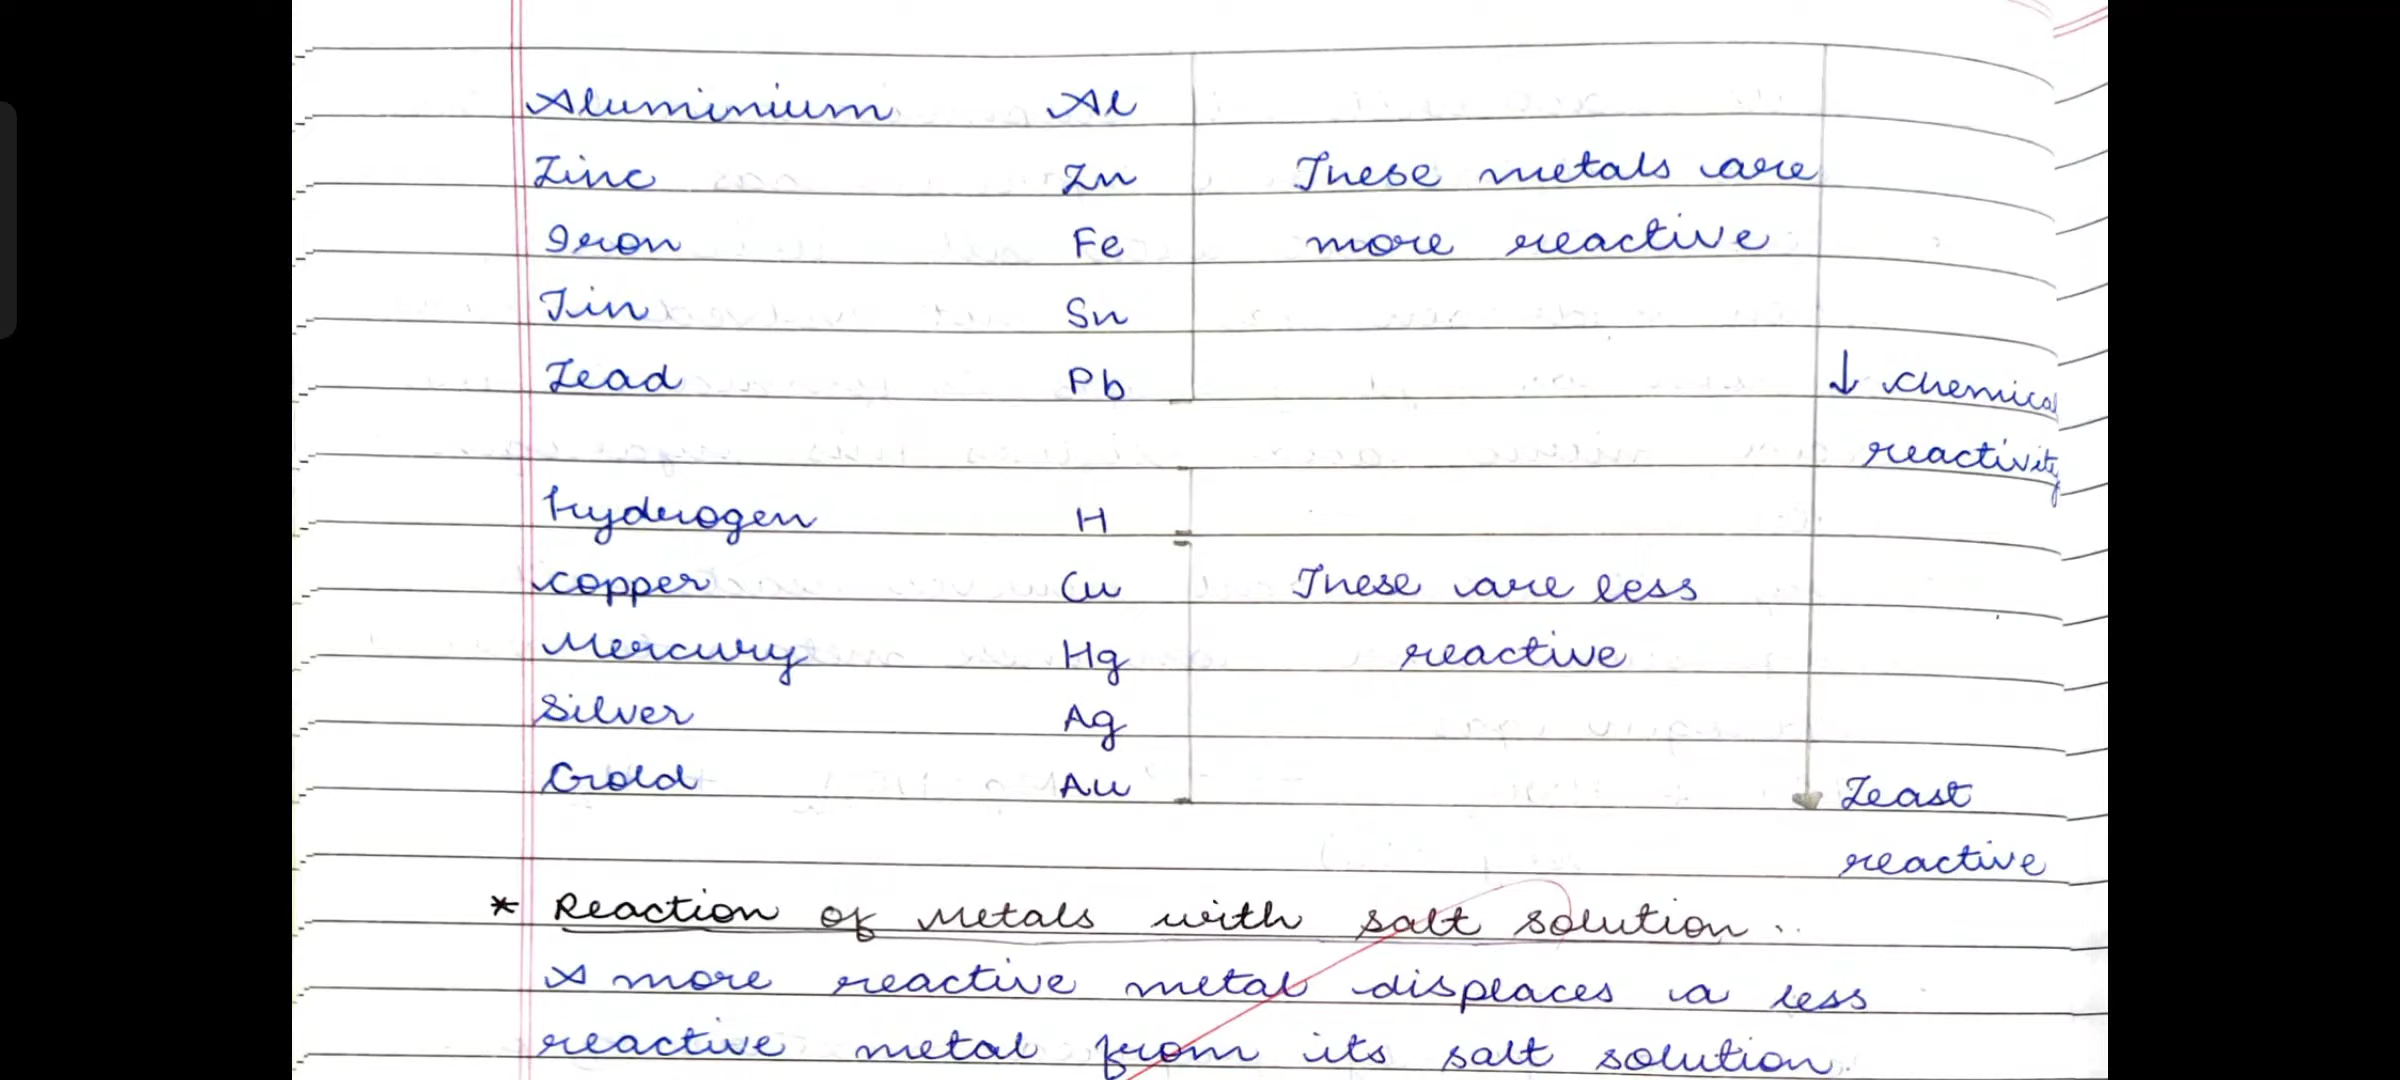 Aluminium Al
Zinc Zn These metals are
Iron Fe more reactive
Tin Sn
Lead Pb ↓ chemical
reactivity
Hydrogen H
copper Cu These are less
Mercury Hg reactive
Silver Ag
Gold Au Least
reactive
* Reaction of Metals with salt solution.
A more reactive metal displaces a less
reactive metal from its salt solution.